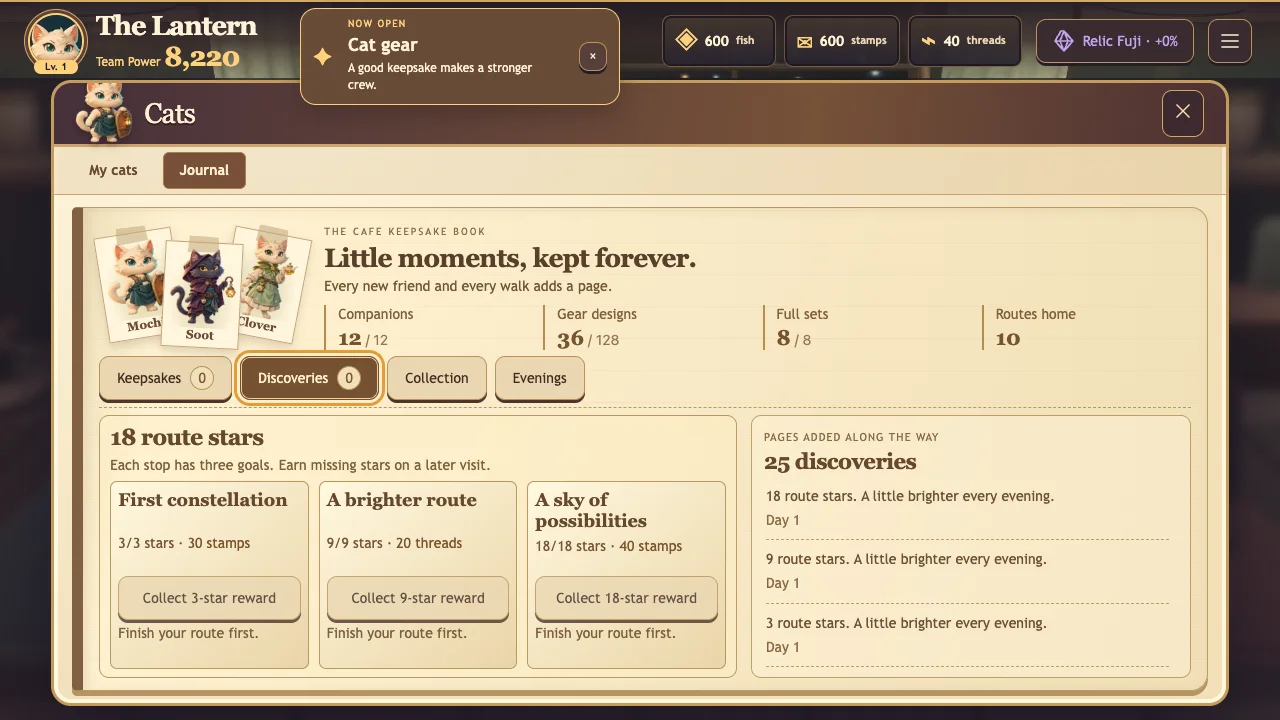 The Lantern
Team Power 8,220
Lv. 1
NOW OPEN
Cat gear
A good keepsake makes a stronger
crew.
×
600 fish
600 stamps
40 threads
Relic Fuji · +0%
Cats
My cats
Journal
Moch
Soot
Clover
THE CAFE KEEPSAKE BOOK
Little moments, kept forever.
Every new friend and every walk adds a page.
Companions
12 / 12
Gear designs
36 / 128
Full sets
8 / 8
Routes home
10
Keepsakes 0
Discoveries 0
Collection
Evenings
18 route stars
Each stop has three goals. Earn missing stars on a later visit.
First constellation
3/3 stars · 30 stamps
Collect 3-star reward
Finish your route first.
A brighter route
9/9 stars · 20 threads
Collect 9-star reward
Finish your route first.
A sky of
possibilities
18/18 stars · 40 stamps
Collect 18-star reward
Finish your route first.
PAGES ADDED ALONG THE WAY
25 discoveries
18 route stars. A little brighter every evening.
Day 1
9 route stars. A little brighter every evening.
Day 1
3 route stars. A little brighter every evening.
Day 1